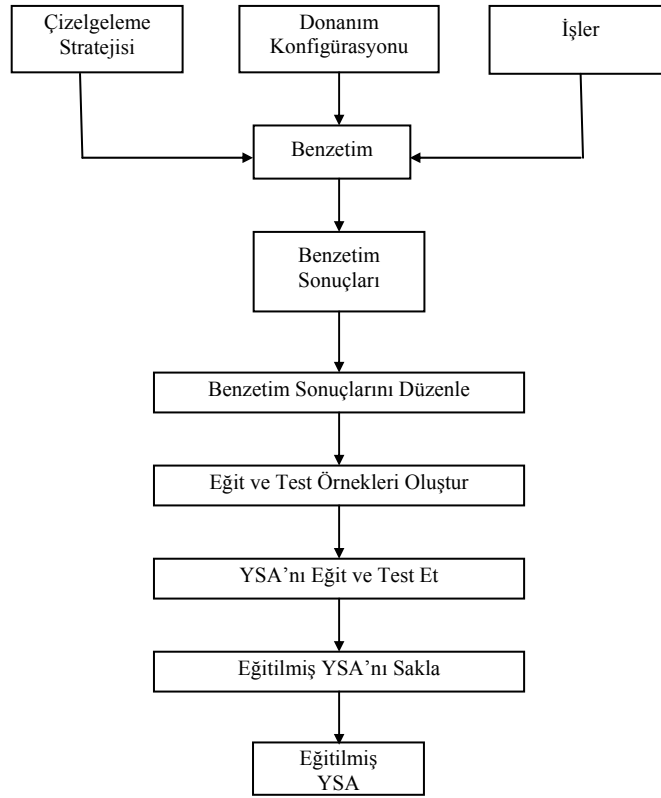 Çizelgeleme
Stratejisi
Donanım
Konfigürasyonu
İşler
Benzetim
Benzetim
Sonuçları
Benzetim Sonuçlarını Düzenle
Eğit ve Test Örnekleri Oluştur
YSA’nı Eğit ve Test Et
Eğitilmiş YSA’nı Sakla
Eğitilmiş
YSA